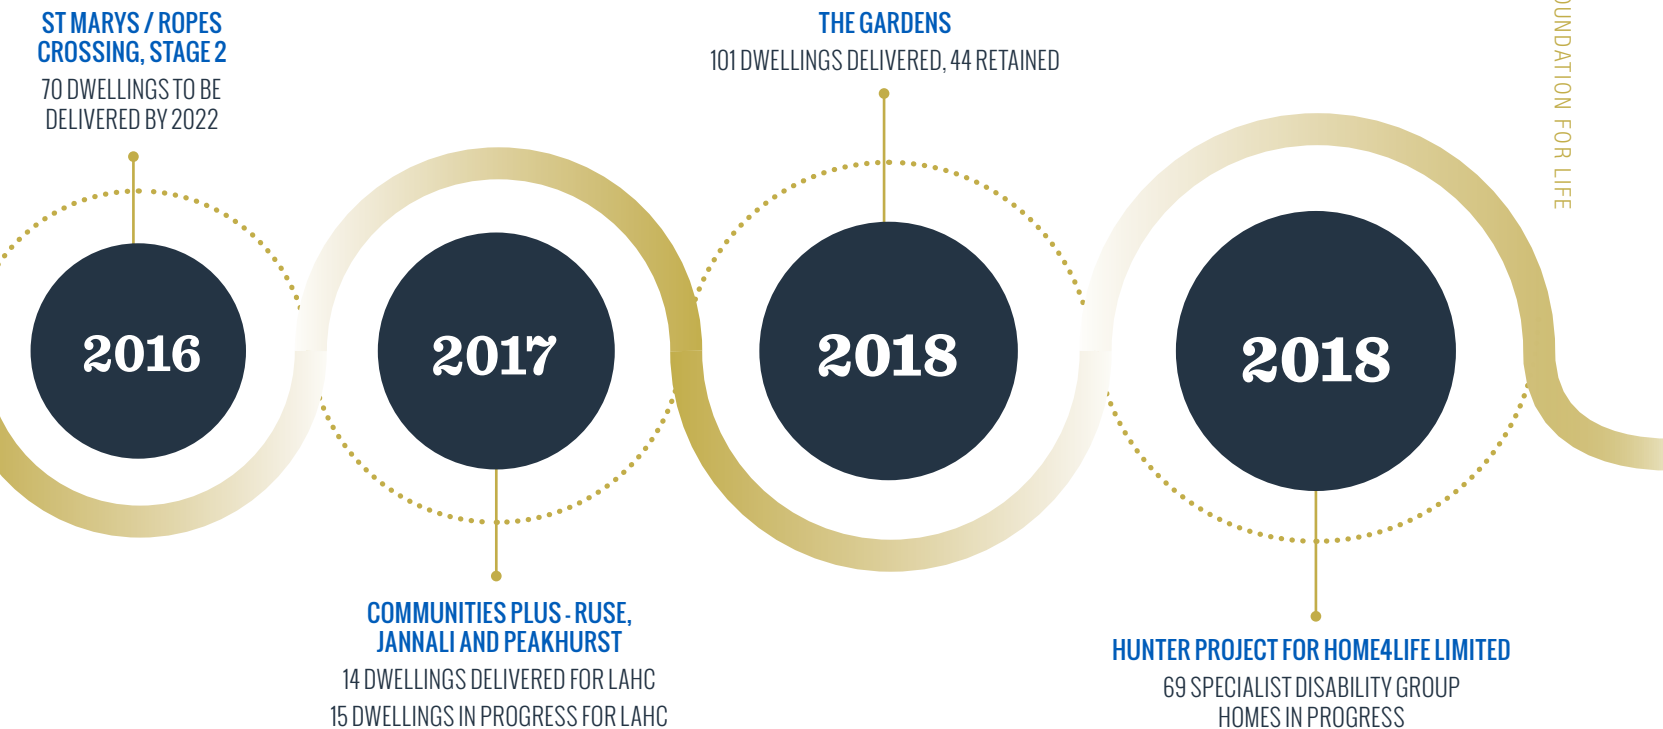 ST MARYS / ROPES
CROSSING, STAGE 2
70 DWELLINGS TO BE
DELIVERED BY 2022
2016
2017
COMMUNITIES PLUS - RUSE,
JANNALI AND PEAKHURST
14 DWELLINGS DELIVERED FOR LAHC
15 DWELLINGS IN PROGRESS FOR LAHC
THE GARDENS
101 DWELLINGS DELIVERED, 44 RETAINED
2018
2018
HUNTER PROJECT FOR HOME4LIFE LIMITED
69 SPECIALIST DISABILITY GROUP
HOMES IN PROGRESS
FOR LIFE